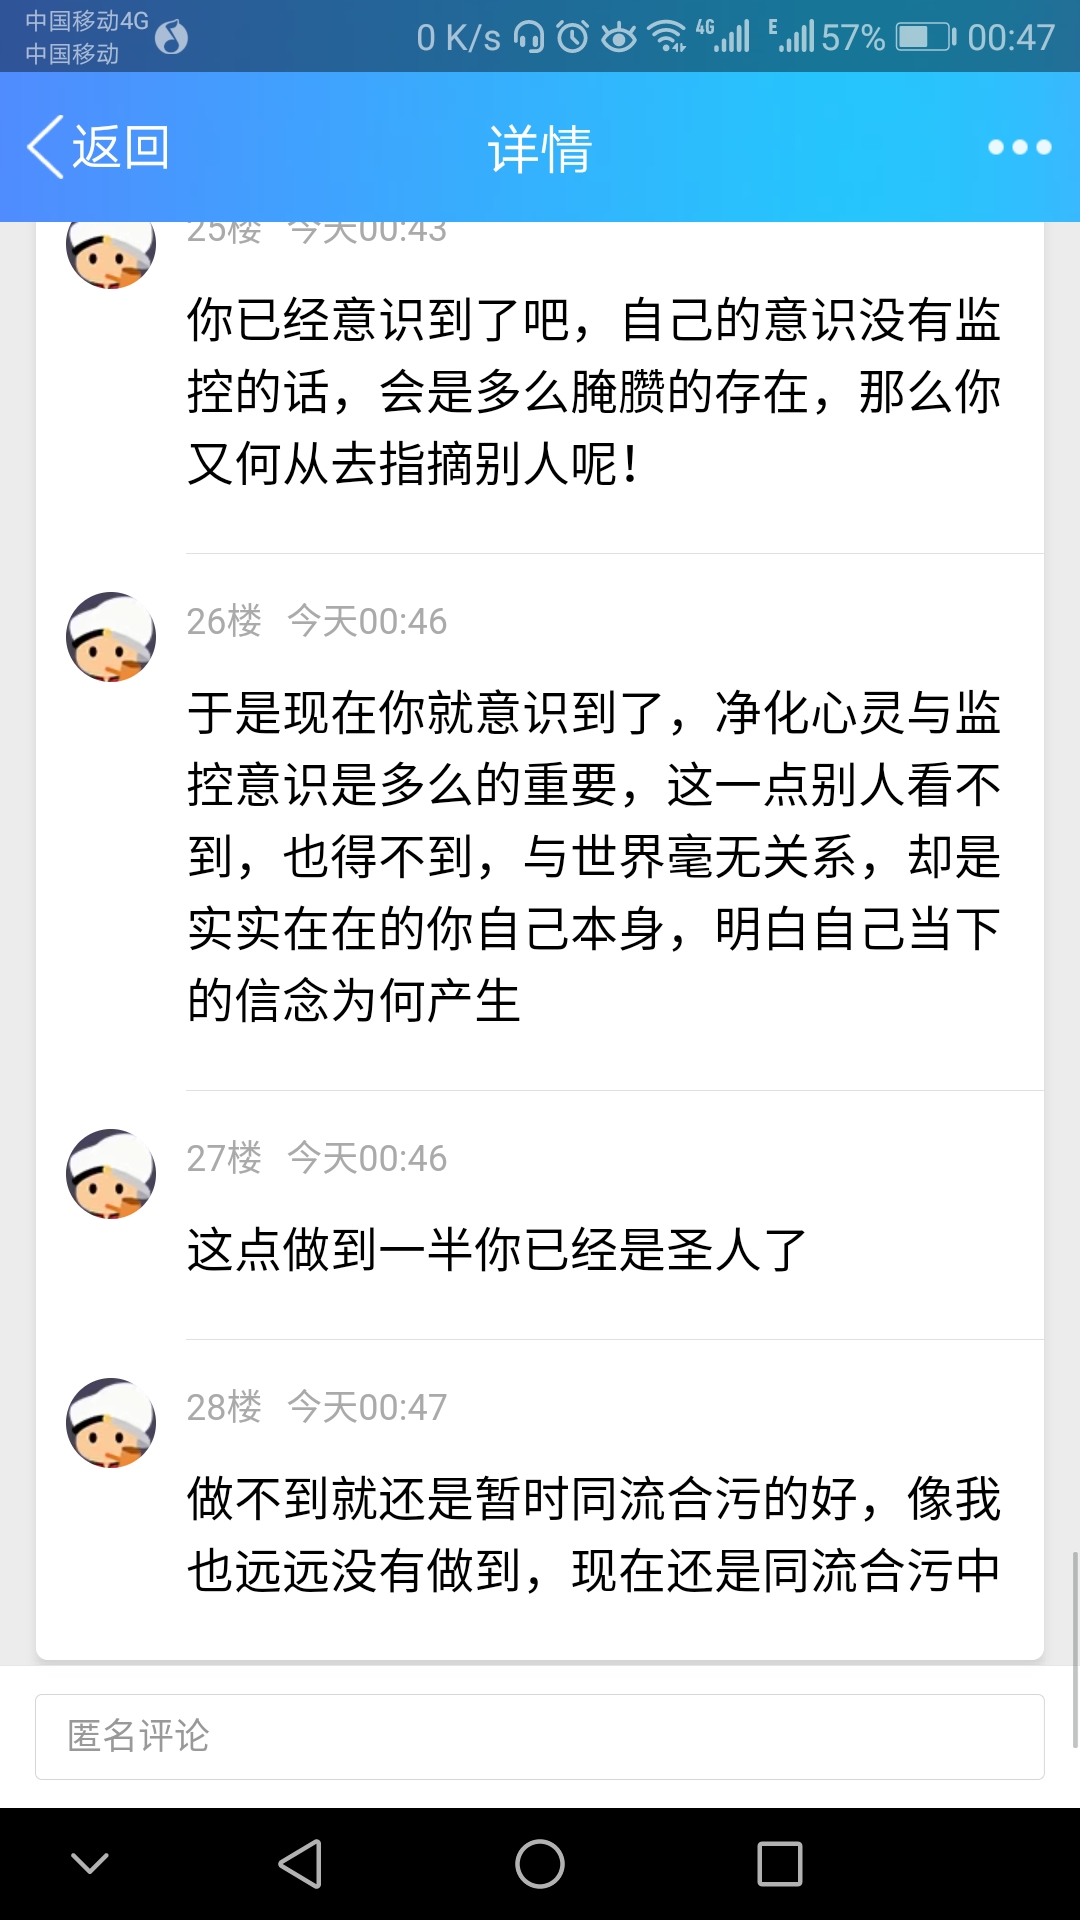 中国移动4G
中国移动
0 K/s
4G
E
57%
00:47
返回
详情
25楼 今天00:43
你已经意识到了吧，自己的意识没有监
控的话，会是多么腌臜的存在，那么你
又何从去指摘别人呢！
26楼 今天00:46
于是现在你就意识到了，净化心灵与监
控意识是多么的重要，这一点别人看不
到，也得不到，与世界毫无关系，却是
实实在在的你自己本身，明白自己当下
的信念为何产生
27楼 今天00:46
这点做到一半你已经是圣人了
28楼 今天00:47
做不到就还是暂时同流合污的好，像我
也远远没有做到，现在还是同流合污中
匿名评论